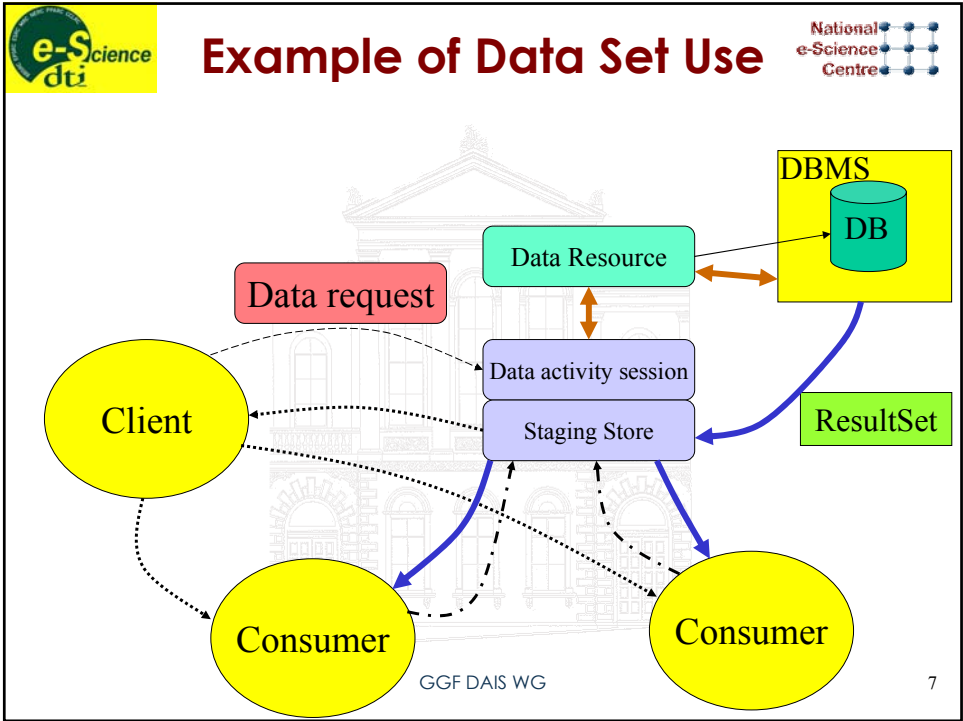 e-Science
dti
Example of Data Set Use
National
e-Science
Centre
DBMS
DB
Data Resource
Data request
Data activity session
Client
Staging Store
ResultSet
Consumer
Consumer
GGF DAIS WG
7